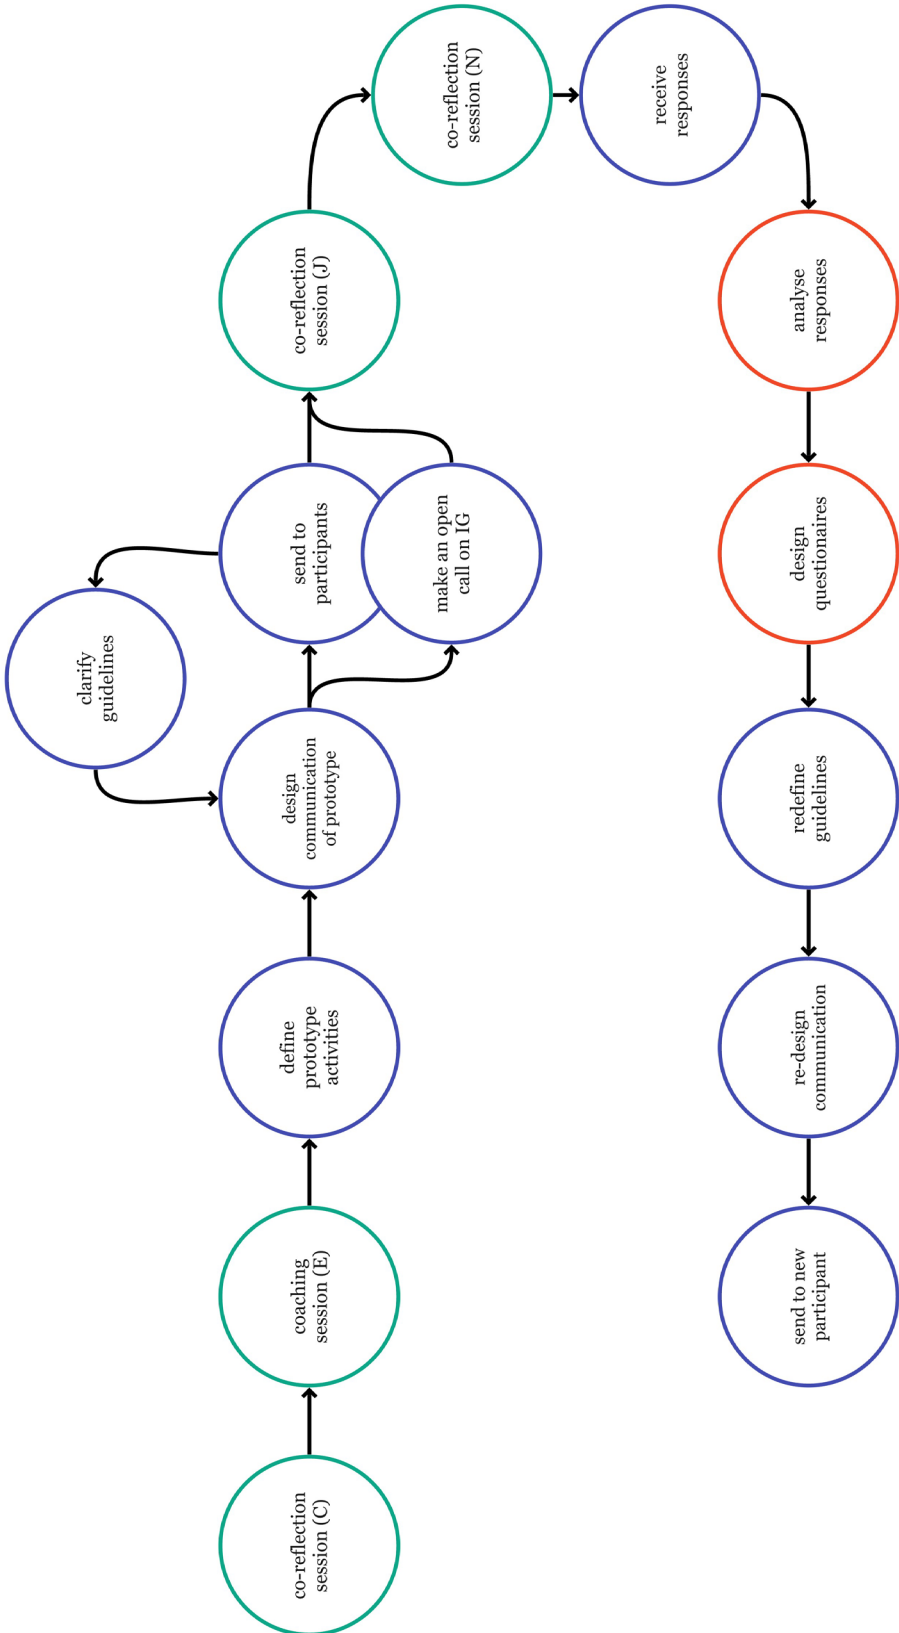 co-reflection
session (C)
coaching
session (E)
define
prototype
activities
design
communication
of prototype
clarify
guidelines
send to
participants
make an open
call on IG
co-reflection
session (J)
co-reflection
session (N)
receive
responses
analyse
responses
design
questionaires
redefine
guidelines
re-design
communication
send to new
participant